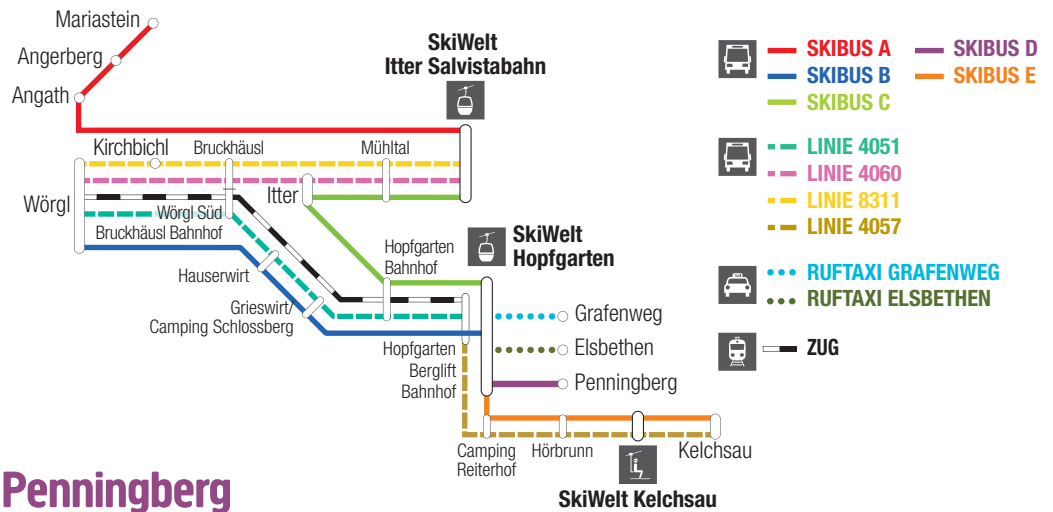 Mariastein
Angerberg
Angath
SkiWelt
Itter Salvistabahn
Kirchbichl
Bruckhäusl
Mühltal
Wörgl
Itter
Wörgl Süd
Bruckhäusl Bahnhof
Hauserwirt
Grieswirt/
Camping Schlossberg
Hopfgarten
Bahnhof
SkiWelt
Hopfgarten
Grafenweg
Elsbethen
Penningberg
Hopfgarten
Berglift
Bahnhof
Camping
Reiterhof
Hörbrunn
Kelchsau
SkiWelt Kelchsau
SKIBUS A
SKIBUS D
SKIBUS B
SKIBUS E
SKIBUS C
LINIE 4051
LINIE 4060
LINIE 8311
LINIE 4057
TAXI
RUFTAXI GRAFENWEG
RUFTAXI ELSBETHEN
ZUG
Penningberg